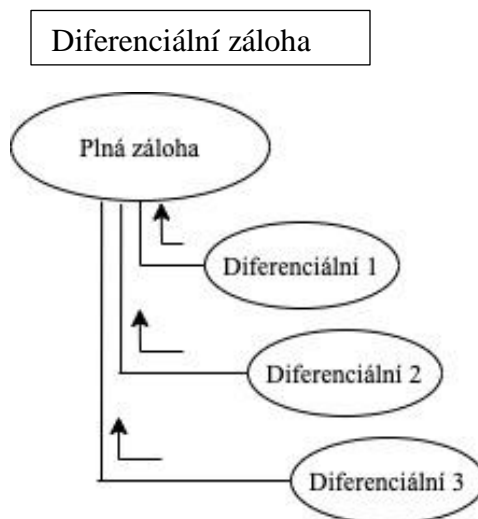 Diferenciální záloha
Plná záloha
Diferenciální 1
Diferenciální 2
Diferenciální 3